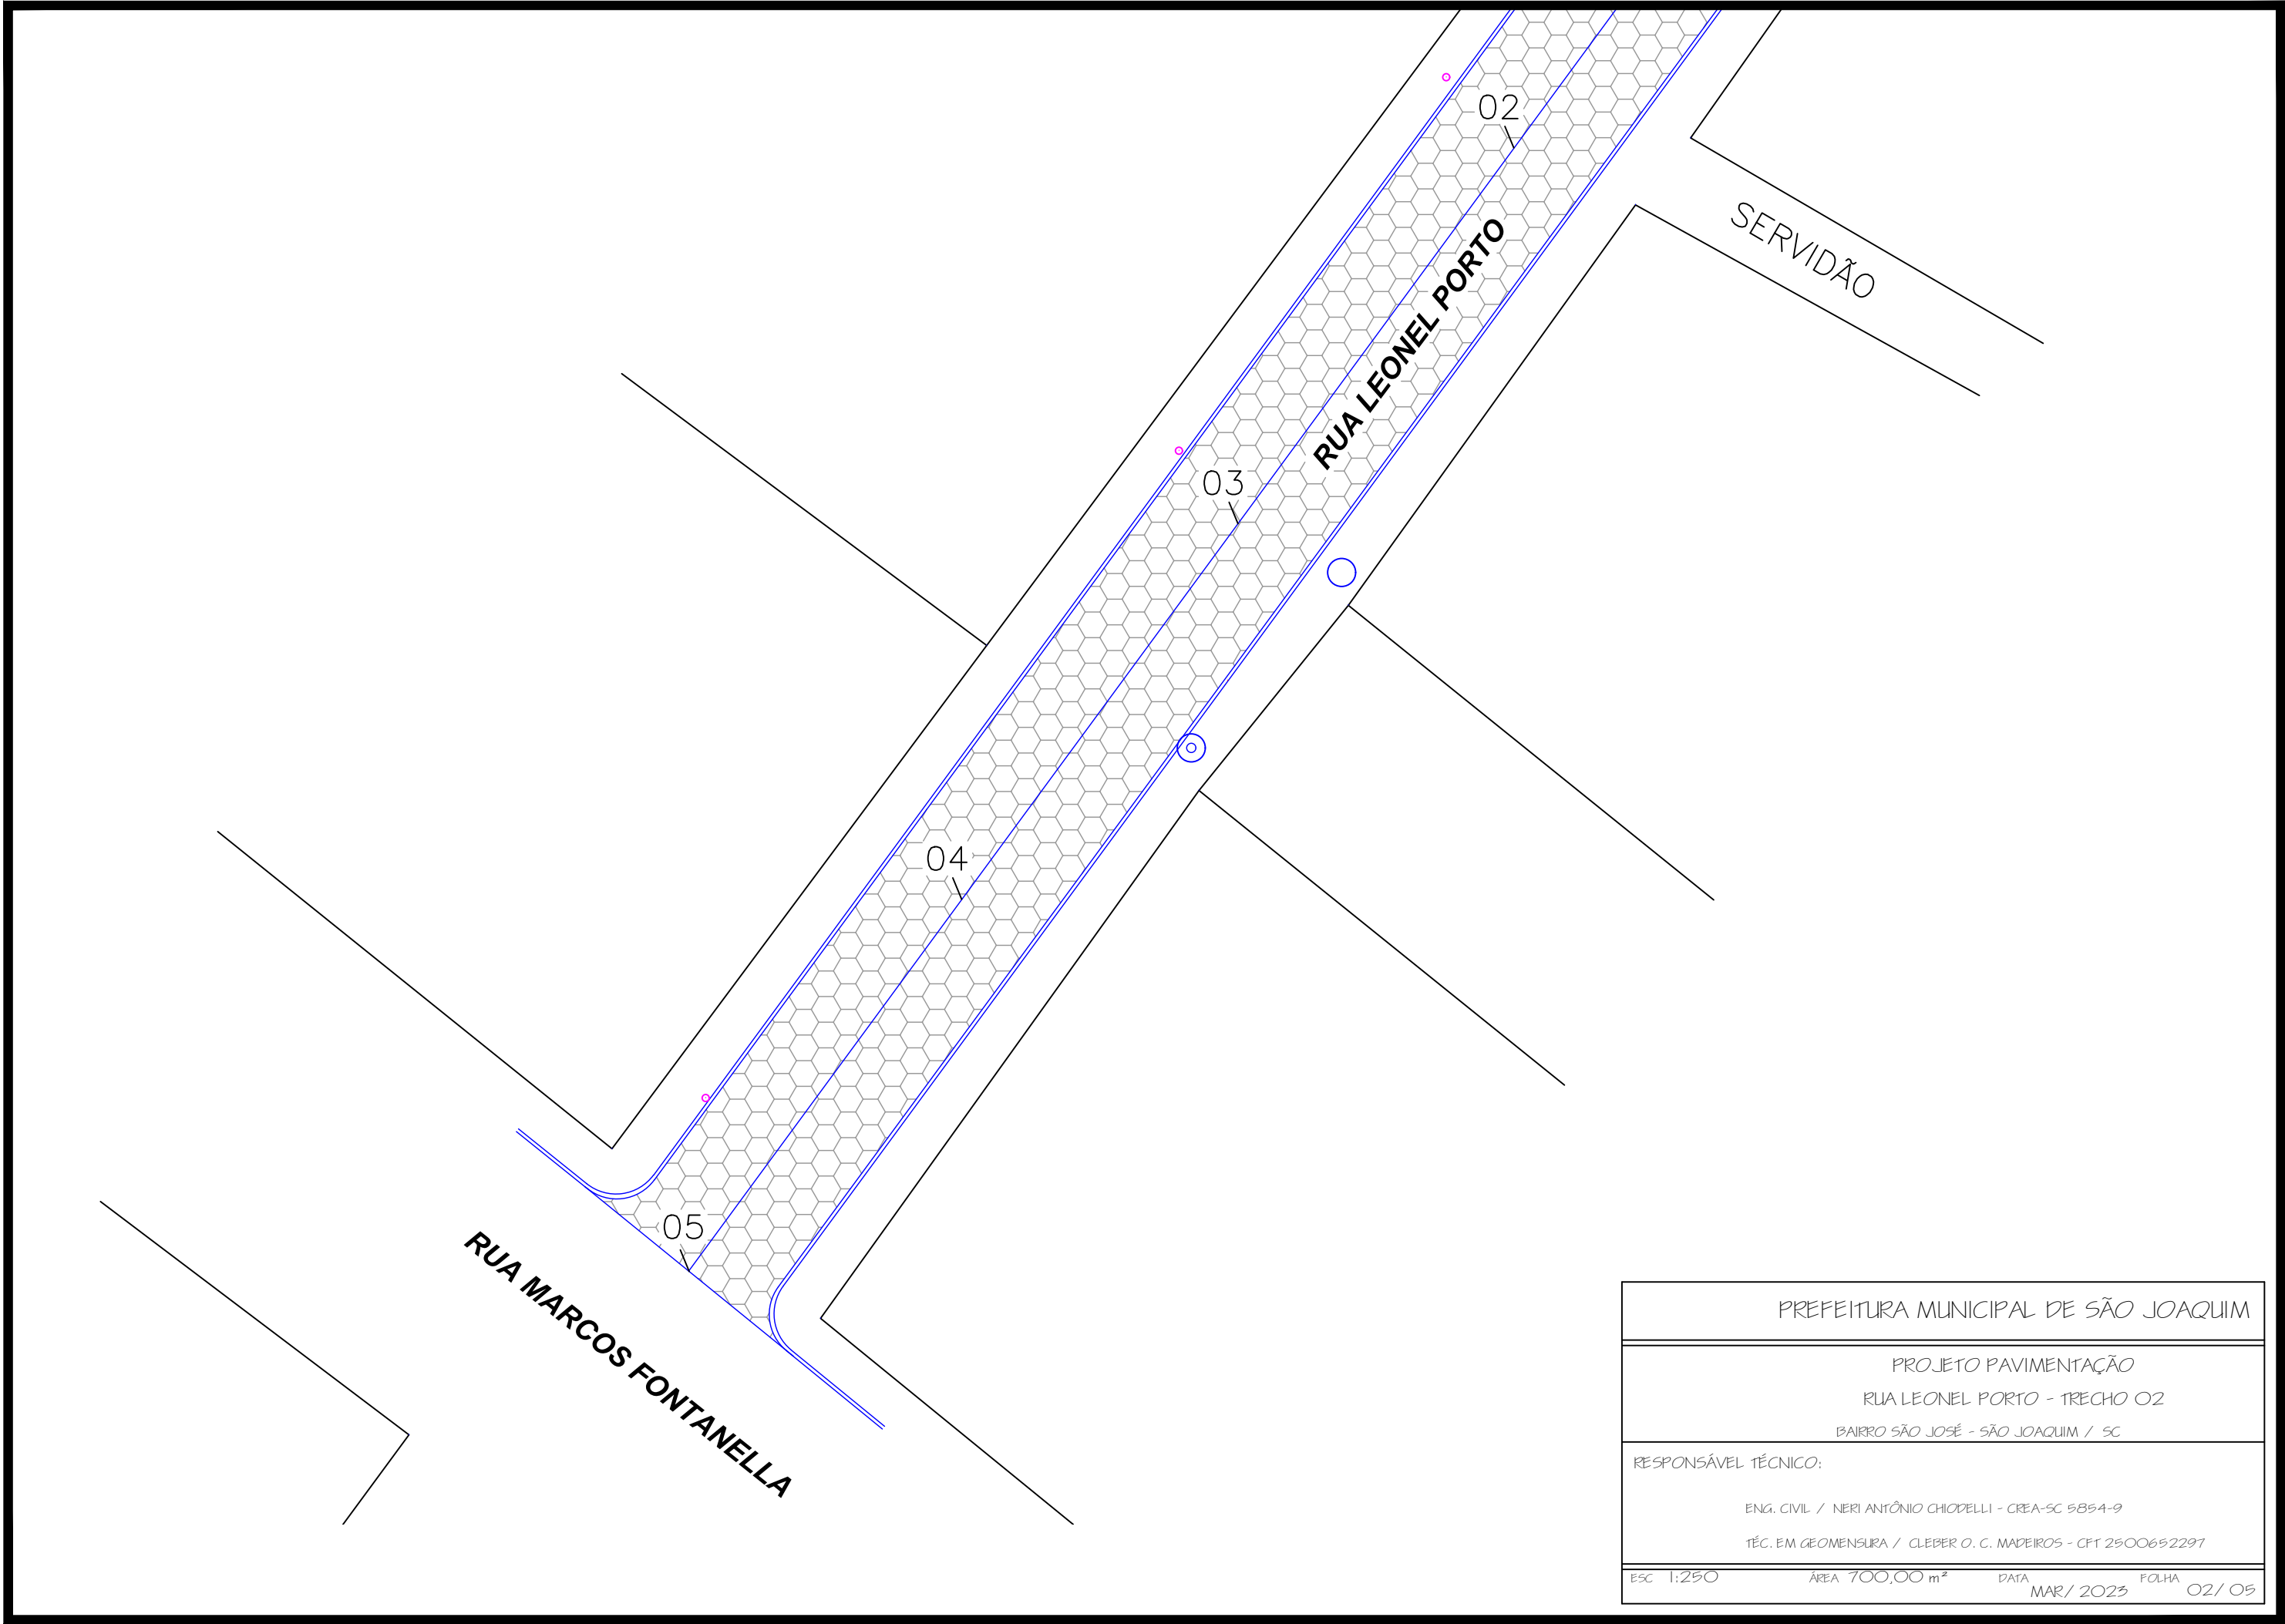 02
SERVIDÃO
RUA LEONEL PORTO
03
04
05
RUA MARCOS FONTANELLA
PREFEITURA MUNICIPAL DE SÃO JOAQUIM
PROJETO PAVIMENTAÇÃO
RUA LEONEL PORTO - TRECHO 02
BAIRRO SÃO JOSÉ - SÃO JOAQUIM / SC
RESPONSÁVEL TÉCNICO:
ENG. CIVIL / NERI ANTÔNIO CHIODELLI - CREA-SC 5854-9
TÉC. EM GEOMENSURA / CLEBER O. C. MADEIROS - CFT 2500652297
ESC 1:250 ÁREA 700,00 m² DATA MAR/ 2023 FOLHA 02/ 05